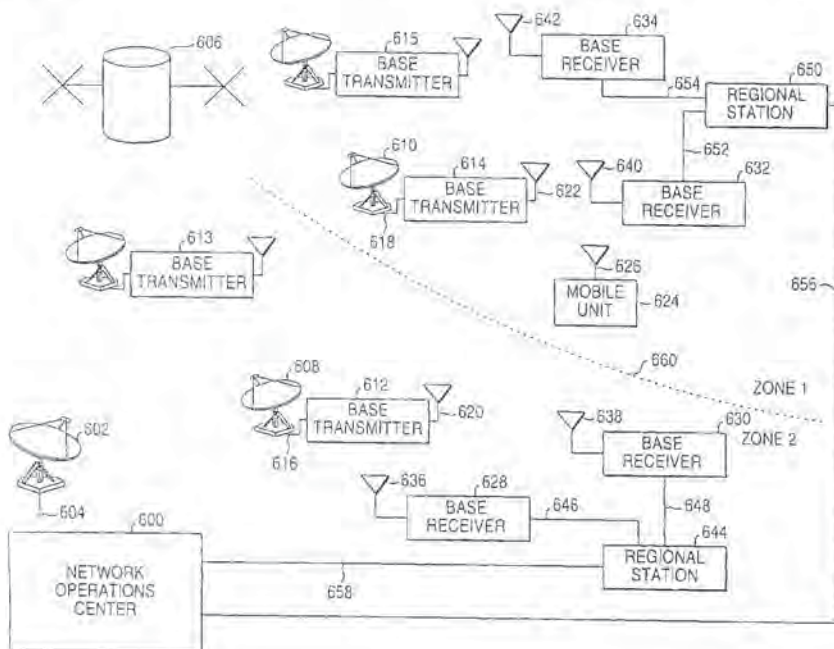 606
615
BASE
TRANSMITTER
642
634
BASE
RECEIVER
654
650
REGIONAL
STATION
652
610
614
BASE
TRANSMITTER
618
622
640
632
BASE
RECEIVER
613
BASE
TRANSMITTER
626
MOBILE
UNIT
624
656
660
ZONE 1
ZONE 2
608
612
BASE
TRANSMITTER
616
620
638
630
BASE
RECEIVER
602
604
636
628
BASE
RECEIVER
646
648
644
REGIONAL
STATION
600
NETWORK
OPERATIONS
CENTER
658